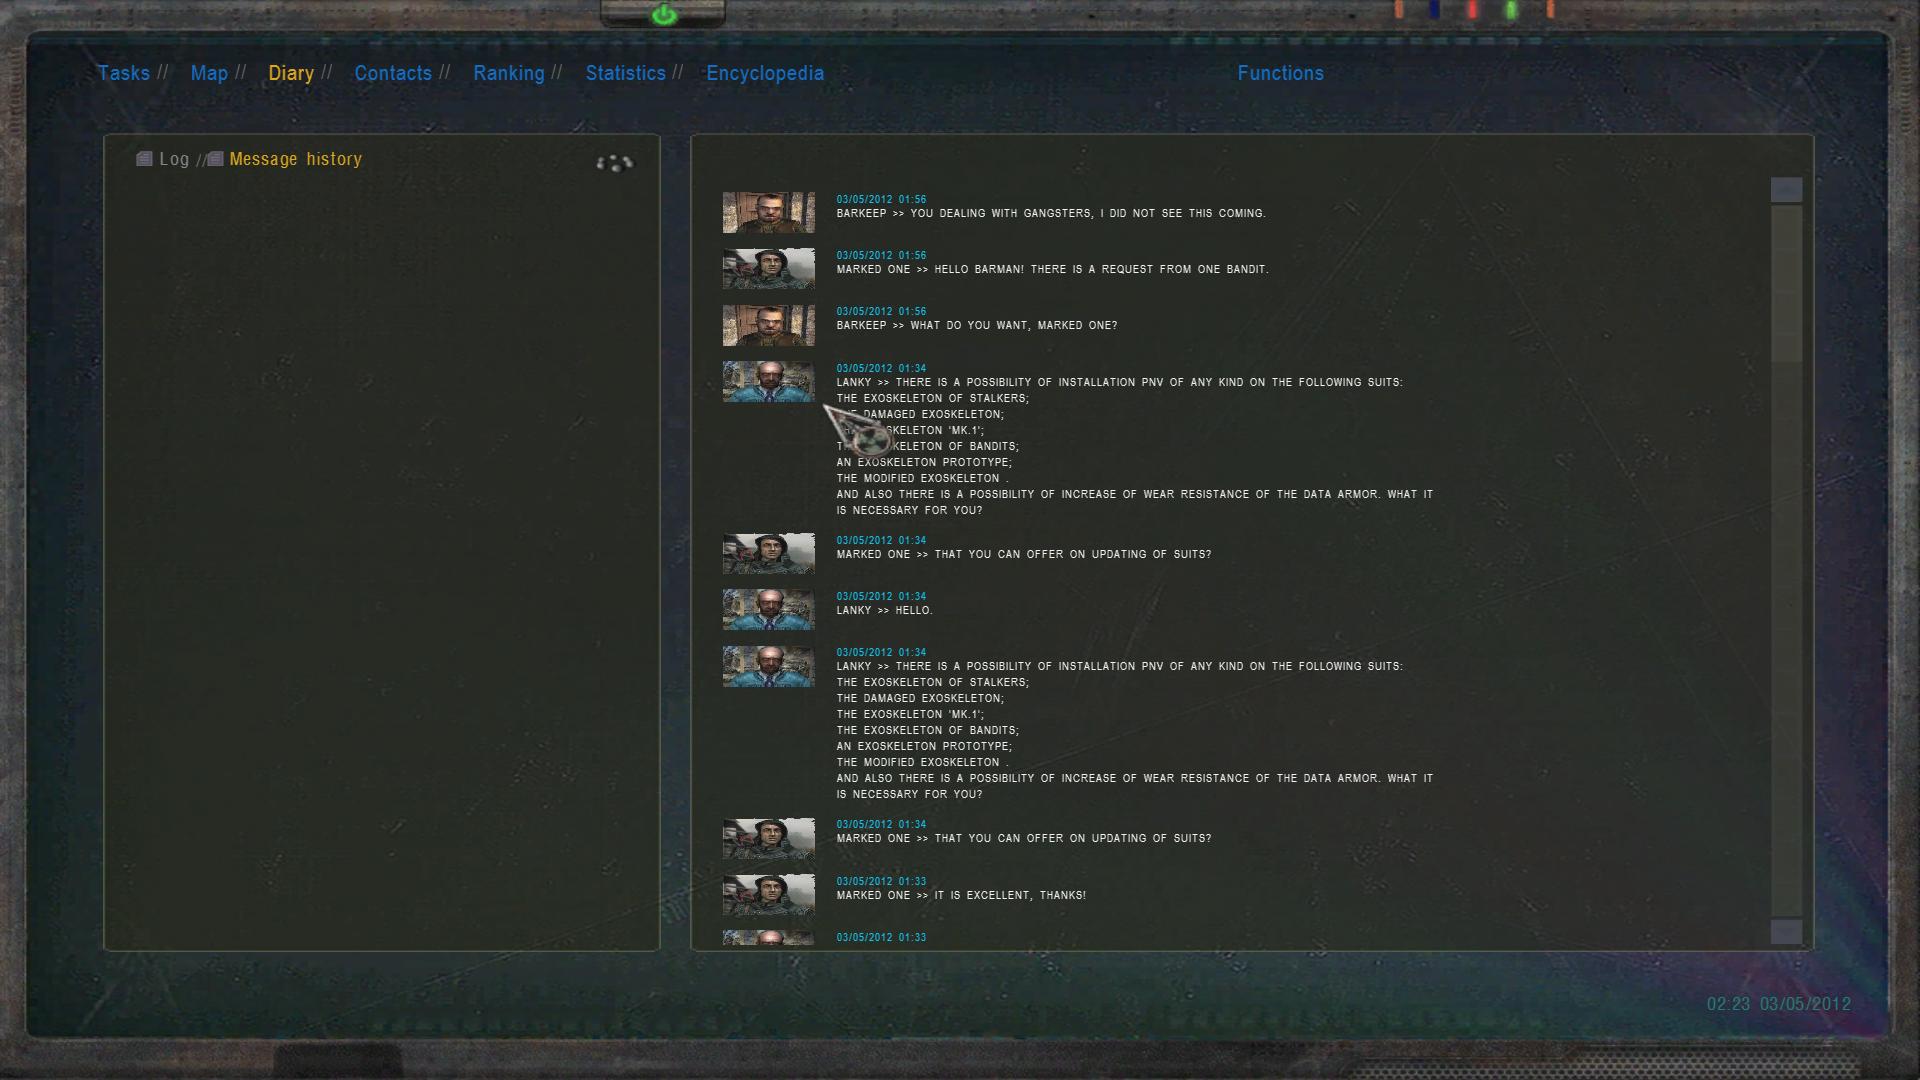 Tasks // Map // Diary // Contacts // Ranking // Statistics // Encyclopedia
Functions
Log // Message history
03/05/2012 01:56
BARKEEP >> YOU DEALING WITH GANGSTERS, I DID NOT SEE THIS COMING.
03/05/2012 01:56
MARKED ONE >> HELLO BARMAN! THERE IS A REQUEST FROM ONE BANDIT.
03/05/2012 01:56
BARKEEP >> WHAT DO YOU WANT, MARKED ONE?
03/05/2012 01:34
LANKY >> THERE IS A POSSIBILITY OF INSTALLATION PNV OF ANY KIND ON THE FOLLOWING SUITS:
THE EXOSKELETON OF STALKERS;
DAMAGED EXOSKELETON;
'MK.1';
OF BANDITS;
AN EXOSKELETON PROTOTYPE;
THE MODIFIED EXOSKELETON .
AND ALSO THERE IS A POSSIBILITY OF INCREASE OF WEAR RESISTANCE OF THE DATA ARMOR. WHAT IT
IS NECESSARY FOR YOU?
03/05/2012 01:34
MARKED ONE >> THAT YOU CAN OFFER ON UPDATING OF SUITS?
03/05/2012 01:34
LANKY >> HELLO.
03/05/2012 01:34
LANKY >> THERE IS A POSSIBILITY OF INSTALLATION PNV OF ANY KIND ON THE FOLLOWING SUITS:
THE EXOSKELETON OF STALKERS;
THE DAMAGED EXOSKELETON;
THE EXOSKELETON 'MK.1';
THE EXOSKELETON OF BANDITS;
AN EXOSKELETON PROTOTYPE;
THE MODIFIED EXOSKELETON .
AND ALSO THERE IS A POSSIBILITY OF INCREASE OF WEAR RESISTANCE OF THE DATA ARMOR. WHAT IT
IS NECESSARY FOR YOU?
03/05/2012 01:34
MARKED ONE >> THAT YOU CAN OFFER ON UPDATING OF SUITS?
03/05/2012 01:33
MARKED ONE >> IT IS EXCELLENT, THANKS!
03/05/2012 01:33
02:23 03/05/2012